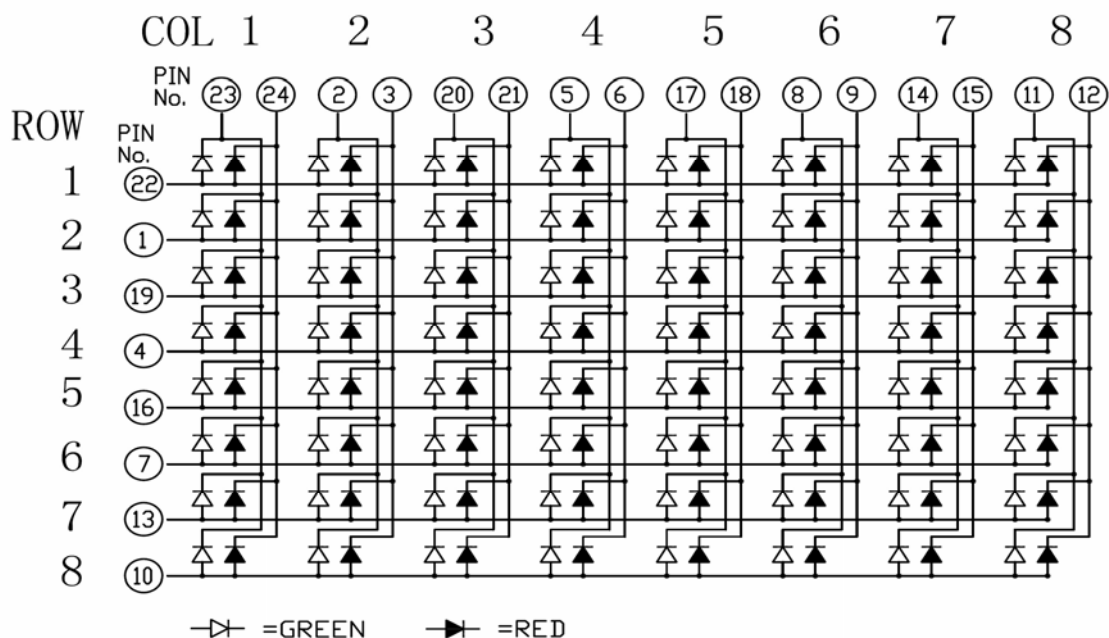 COL 1 2 3 4 5 6 7 8
PIN No. 23 24 2 3 20 21 5 6 17 18 8 9 14 15 11 12
ROW
PIN No.
1 22
2 1
3 19
4 4
5 16
6 7
7 13
8 10
=GREEN =RED